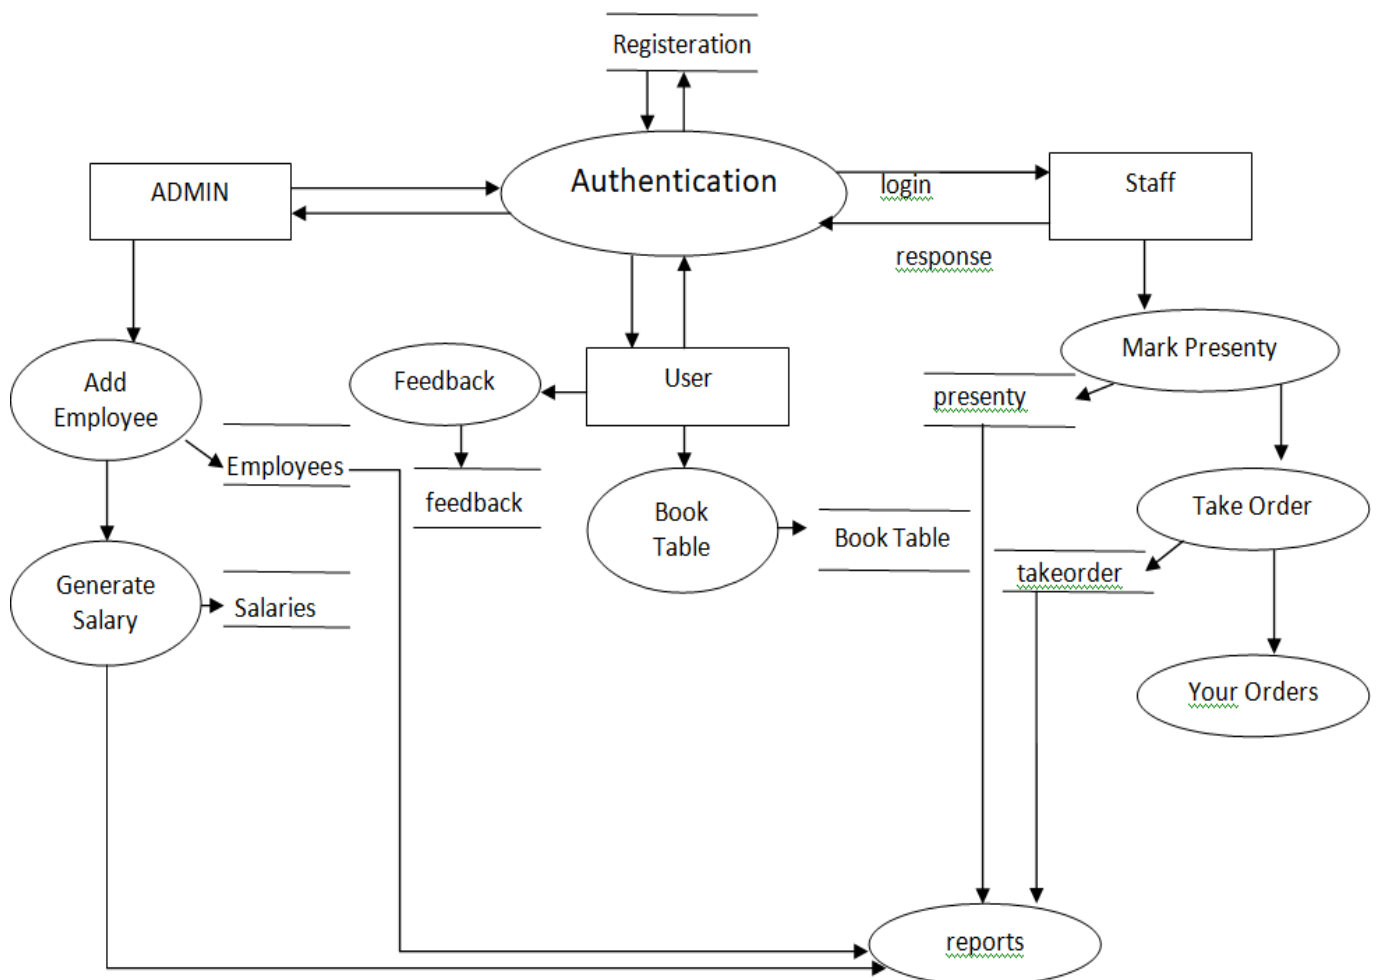 Registeration
Authentication
ADMIN
login
Staff
response
Mark Presenty
Add
Employee
Feedback
User
presenty
Employees
feedback
Book
Table
Book Table
Take Order
takeorder
Generate
Salary
Salaries
Your Orders
reports